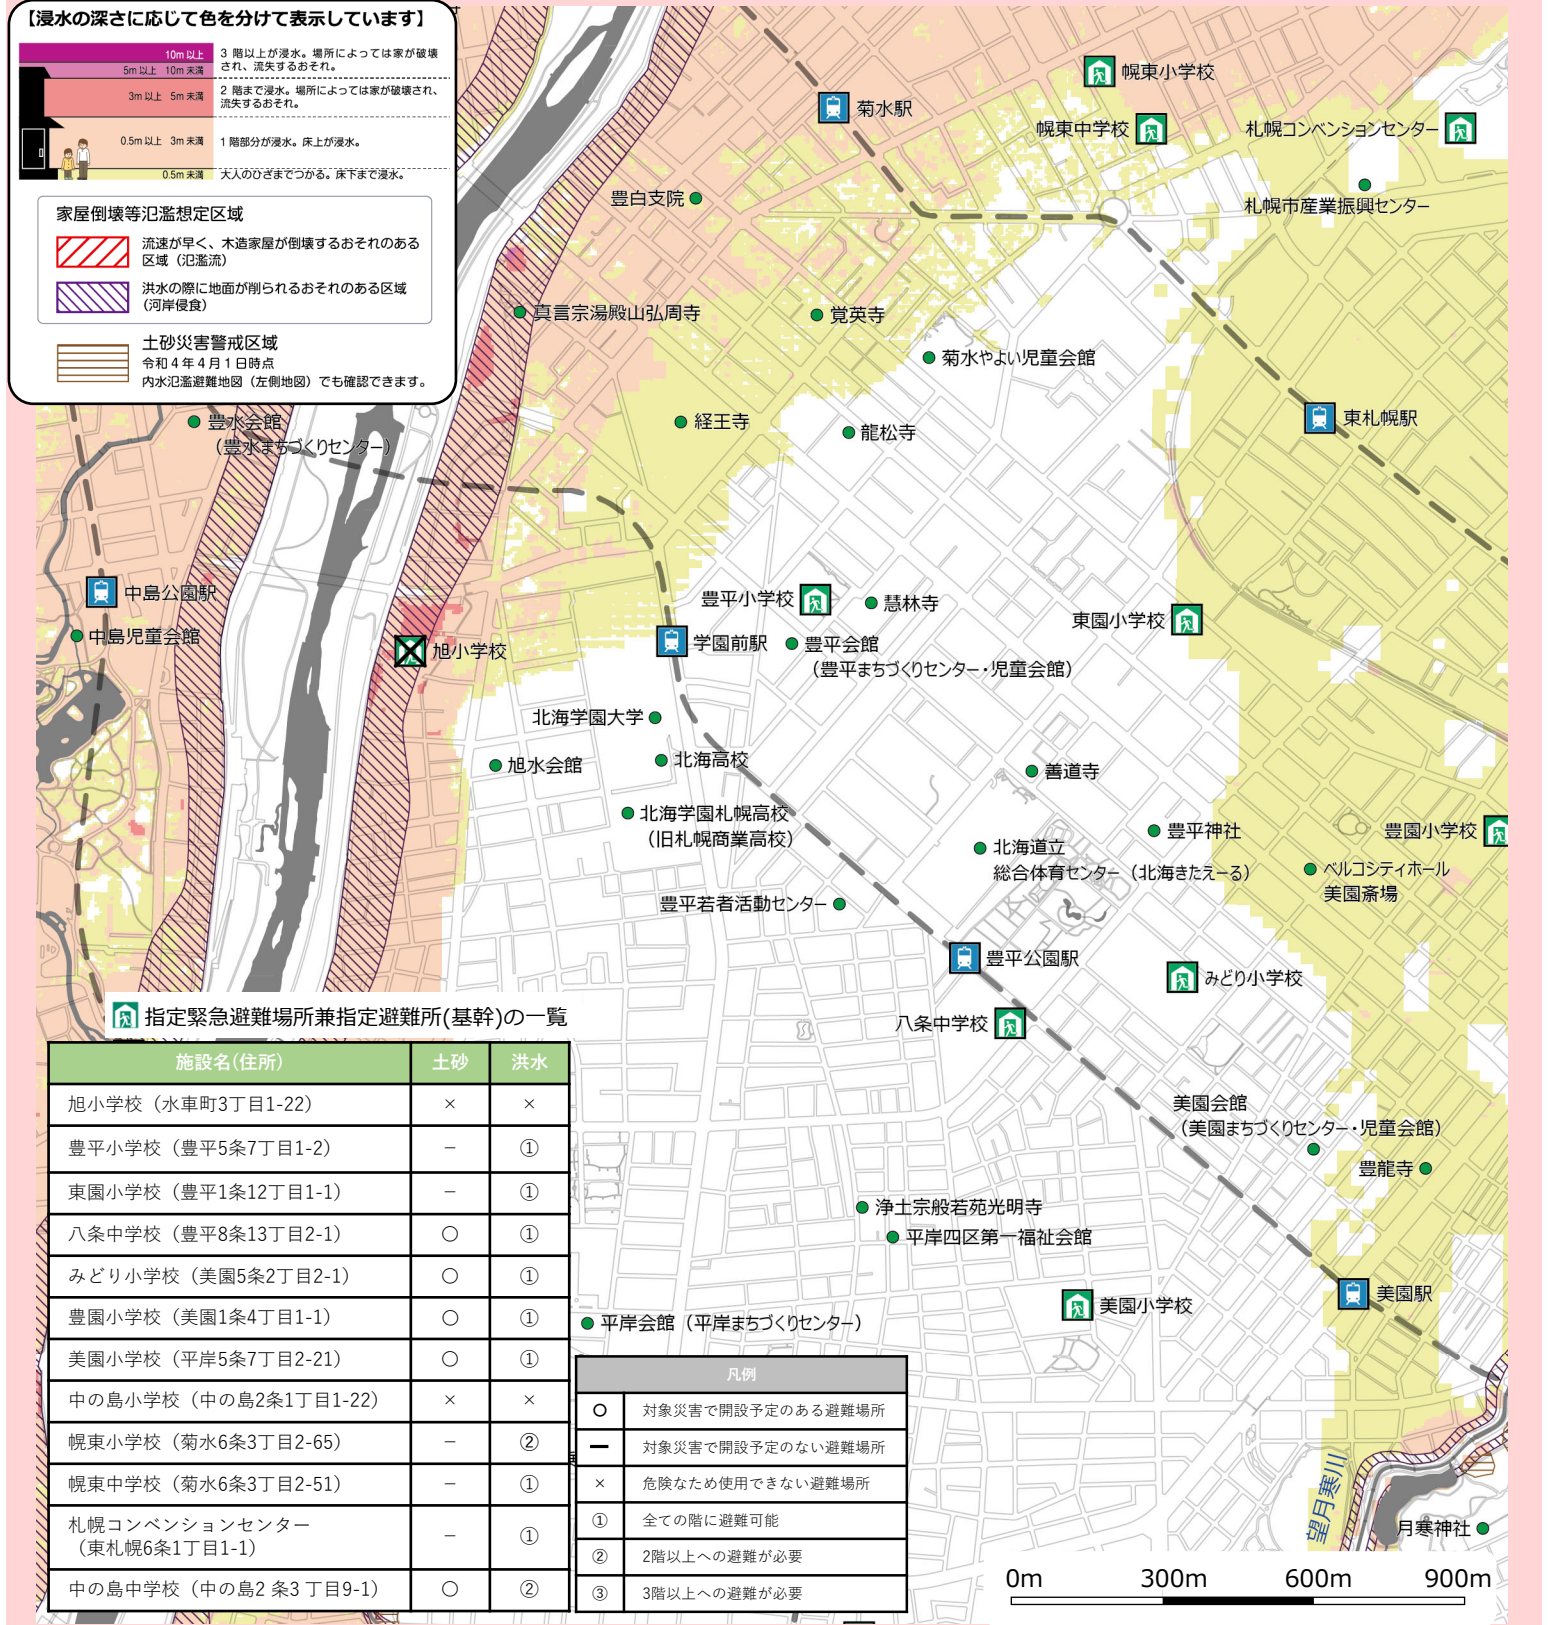 【浸水の深さに応じて色を分けて表示しています】
10m 以上
3 階以上が浸水。場所によっては家が破壊
され、流失するおそれ。
5m 以上 10m 未満
3m 以上 5m 未満
2 階まで浸水。場所によっては家が破壊され、
流失するおそれ。
0.5m 以上 3m 未満
1 階部分が浸水。床上が浸水。
0.5m 未満
大人のひざまでつかる。床下まで浸水。
家屋倒壊等氾濫想定区域
流速が早く、木造家屋が倒壊するおそれのある
区域（氾濫流）
洪水の際に地面が削られるおそれのある区域
（河岸侵食）
土砂災害警戒区域
令和４年４月１日時点
内水氾濫避難地図（左側地図）でも確認できます。
幌東小学校
菊水駅
幌東中学校
札幌コンベンションセンター
豊白支院
札幌市産業振興センター
真言宗湯殿山弘周寺
覚英寺
菊水やよい児童会館
豊水会館
（豊水まちづくりセンター）
経王寺
龍松寺
東札幌駅
中島公園駅
中島児童会館
旭小学校
豊平小学校
慧林寺
学園前駅
豊平会館
（豊平まちづくりセンター・児童会館）
東園小学校
北海学園大学
旭水会館
北海高校
善道寺
北海学園札幌高校
（旧札幌商業高校）
豊平神社
豊園小学校
北海道立
総合体育センター（北海きたえーる）
ベルコシティホール
美園斎場
豊平若者活動センター
豊平公園駅
みどり小学校
八条中学校
美園会館
（美園まちづくりセンター・児童会館）
豊龍寺
浄土宗般若苑光明寺
平岸四区第一福祉会館
美園駅
美園小学校
平岸会館（平岸まちづくりセンター）
望月寒川
月寒神社
指定緊急避難場所兼指定避難所(基幹)の一覧
施設名(住所) 土砂 洪水
旭小学校（水車町3丁目1-22） × ×
豊平小学校（豊平5条7丁目1-2） － ①
東園小学校（豊平1条12丁目1-1） － ①
八条中学校（豊平8条13丁目2-1） ○ ①
みどり小学校（美園5条2丁目2-1） ○ ①
豊園小学校（美園1条4丁目1-1） ○ ①
美園小学校（平岸5条7丁目2-21） ○ ①
中の島小学校（中の島2条1丁目1-22） × ×
幌東小学校（菊水6条3丁目2-65） － ②
幌東中学校（菊水6条3丁目2-51） － ①
札幌コンベンションセンター
（東札幌6条1丁目1-1） － ①
中の島中学校（中の島2 条3 丁目9-1） ○ ②
凡例
○ 対象災害で開設予定のある避難場所
ー 対象災害で開設予定のない避難場所
× 危険なため使用できない避難場所
① 全ての階に避難可能
② 2階以上への避難が必要
③ 3階以上への避難が必要
0m 300m 600m 900m